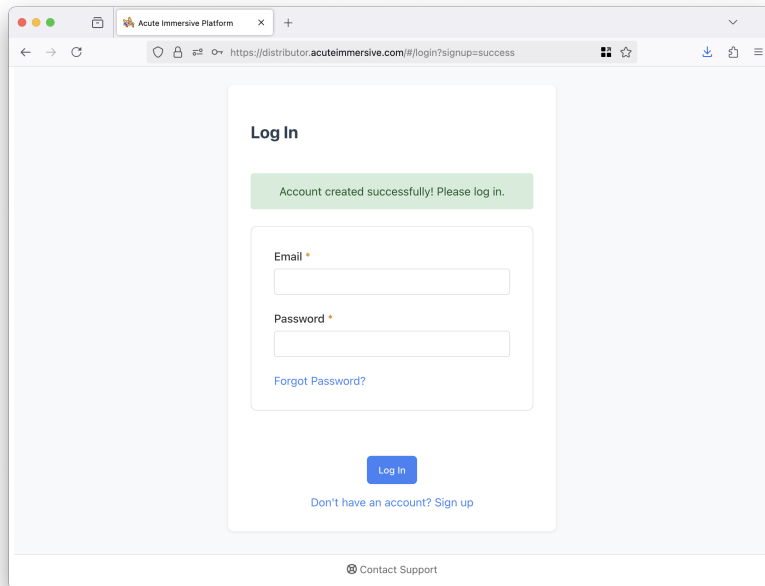 Acute Immersive Platform
https://distributor.acuteimmersive.com/#/login?signup=success
Log In
Account created successfully! Please log in.
Email *
Password *
Forgot Password?
Log In
Don't have an account? Sign up
Contact Support